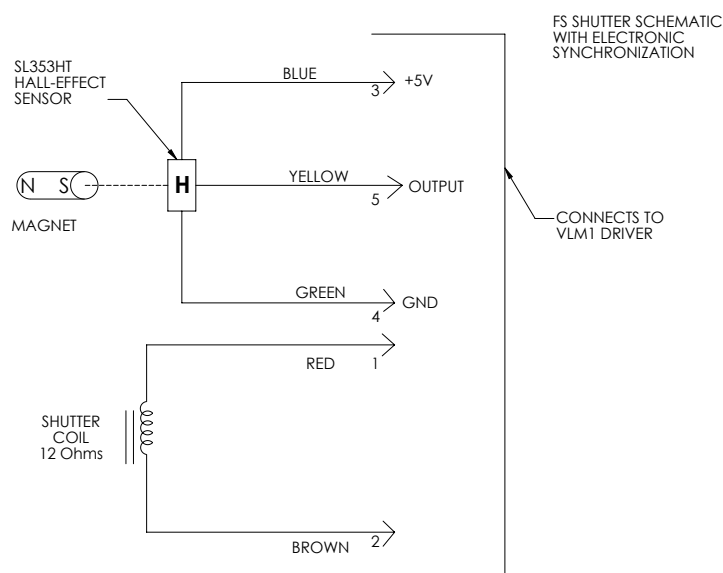 FS SHUTTER SCHEMATIC
WITH ELECTRONIC
SYNCHRONIZATION
SL353HT
HALL-EFFECT
SENSOR
BLUE
3
+5V
N S
H
YELLOW
5
OUTPUT
MAGNET
CONNECTS TO
VLM1 DRIVER
GREEN
4
GND
RED
1
SHUTTER
COIL
12 Ohms
BROWN
2